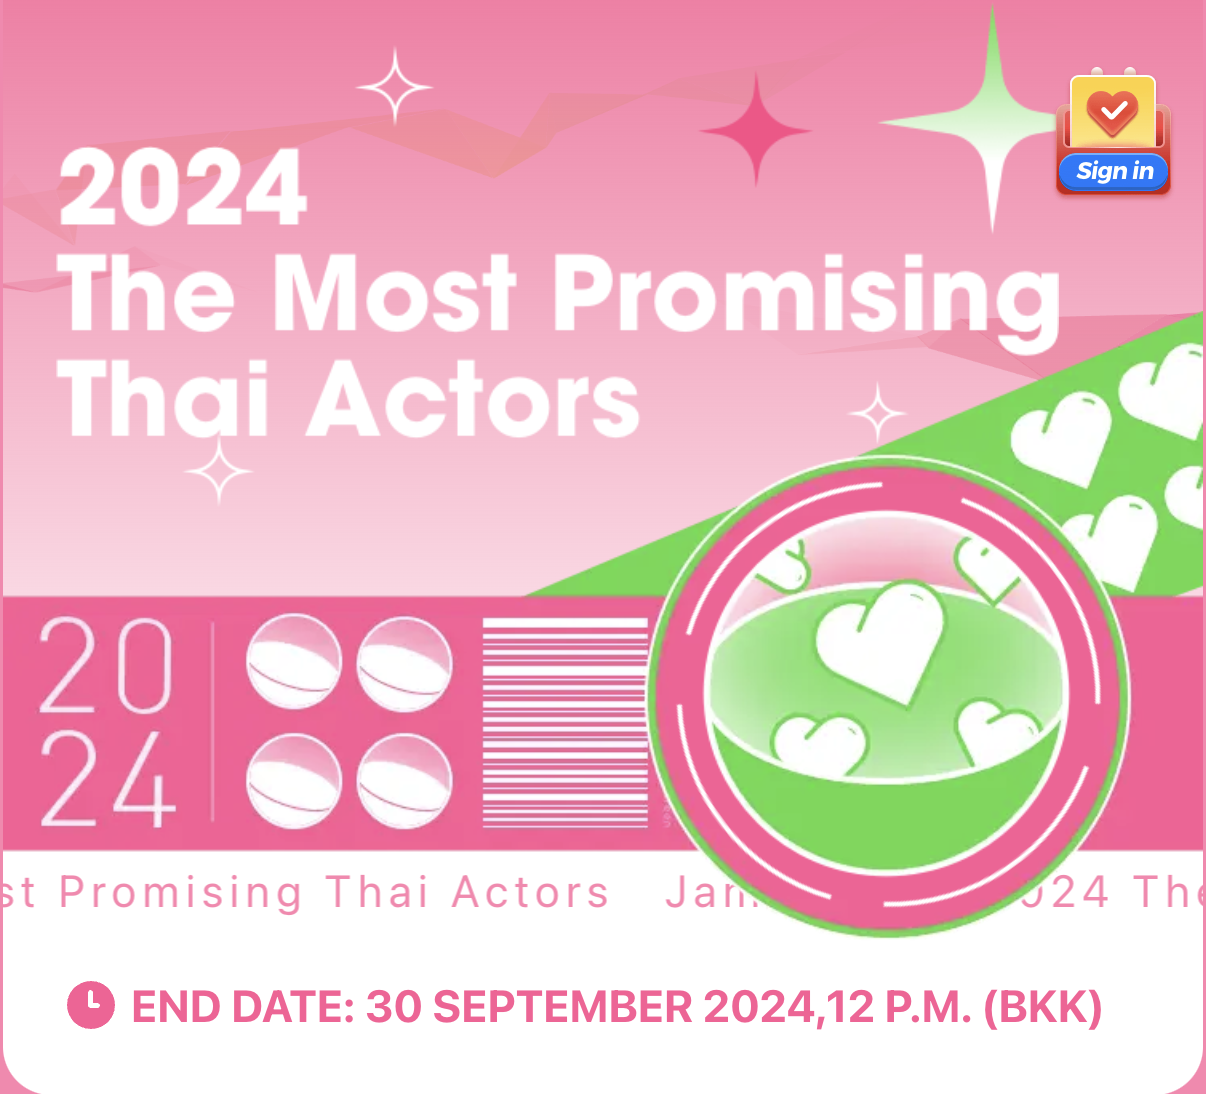 Sign in
2024
The Most Promising
Thai Actors
20
24
Promising Thai Actors
END DATE: 30 SEPTEMBER 2024,12 P.M. (BKK)